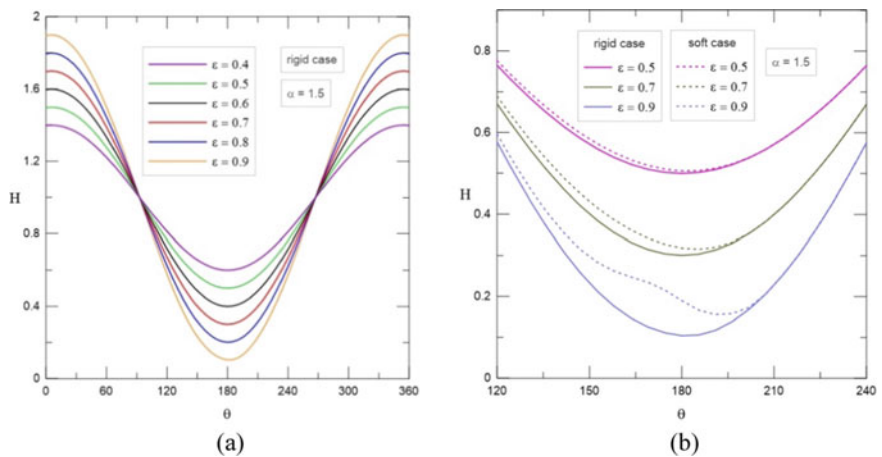 2
1.6
1.2
H
0.8
0.4
0
0 60 120 180 240 300 360
θ
ε = 0.4
ε = 0.5
ε = 0.6
ε = 0.7
ε = 0.8
ε = 0.9
rigid case
α = 1.5
(a)
0.8
0.6
H
0.4
0.2
0
120 150 180 210 240
θ
rigid case
ε = 0.5
ε = 0.7
ε = 0.9
soft case
ε = 0.5
ε = 0.7
ε = 0.9
α = 1.5
(b)